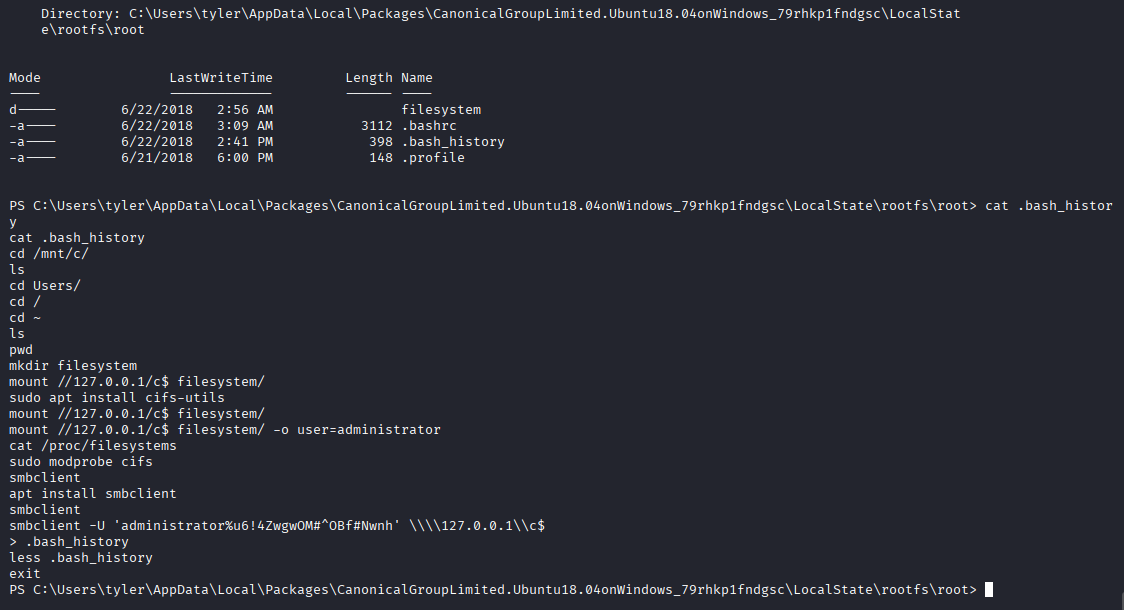 Directory: C:\Users\tyler\AppData\Local\Packages\CanonicalGroupLimited.Ubuntu18.04onWindows_79rhkp1fndgsc\LocalStat
e\rootfs\root
Mode LastWriteTime Length Name
---- ------------- ------ ----
d----- 6/22/2018 2:56 AM filesystem
-a---- 6/22/2018 3:09 AM 3112 .bashrc
-a---- 6/22/2018 2:41 PM 398 .bash_history
-a---- 6/21/2018 6:00 PM 148 .profile
PS C:\Users\tyler\AppData\Local\Packages\CanonicalGroupLimited.Ubuntu18.04onWindows_79rhkp1fndgsc\LocalState\rootfs\root> cat .bash_histor
y
cat .bash_history
cd /mnt/c/
ls
cd Users/
cd /
cd ~
ls
pwd
mkdir filesystem
mount //127.0.0.1/c$ filesystem/
sudo apt install cifs-utils
mount //127.0.0.1/c$ filesystem/
mount //127.0.0.1/c$ filesystem/ -o user=administrator
cat /proc/filesystems
sudo modprobe cifs
smbclient
apt install smbclient
smbclient
smbclient -U 'administrator%u6!4ZwgwOM#^OBf#Nwnh' \\\\127.0.0.1\\c$
> .bash_history
less .bash_history
exit
PS C:\Users\tyler\AppData\Local\Packages\CanonicalGroupLimited.Ubuntu18.04onWindows_79rhkp1fndgsc\LocalState\rootfs\root>